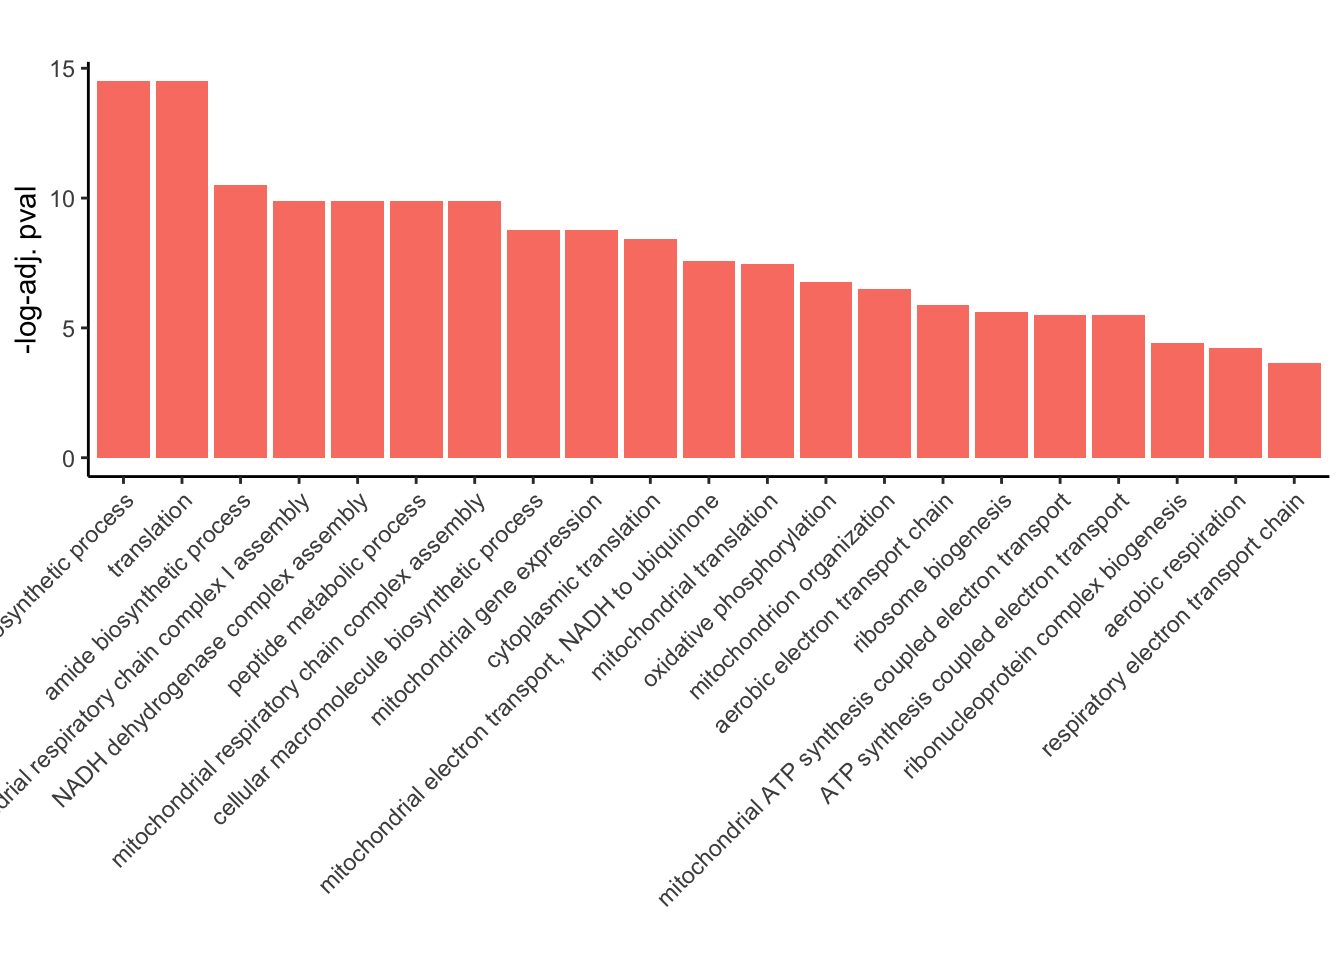 15
10
5
0
-log-adj. pval
process
translation
amide biosynthetic process
respiratory chain complex I assembly
NADH dehydrogenase complex assembly
peptide metabolic process
mitochondrial respiratory chain complex assembly
cellular macromolecule biosynthetic process
mitochondrial gene expression
cytoplasmic translation
mitochondrial electron transport, NADH to ubiquinone
mitochondrial translation
oxidative phosphorylation
mitochondrion organization
aerobic electron transport chain
ribosome biogenesis
mitochondrial ATP synthesis coupled electron transport
ATP synthesis coupled electron transport
ribonucleoprotein complex biogenesis
aerobic respiration
respiratory electron transport chain